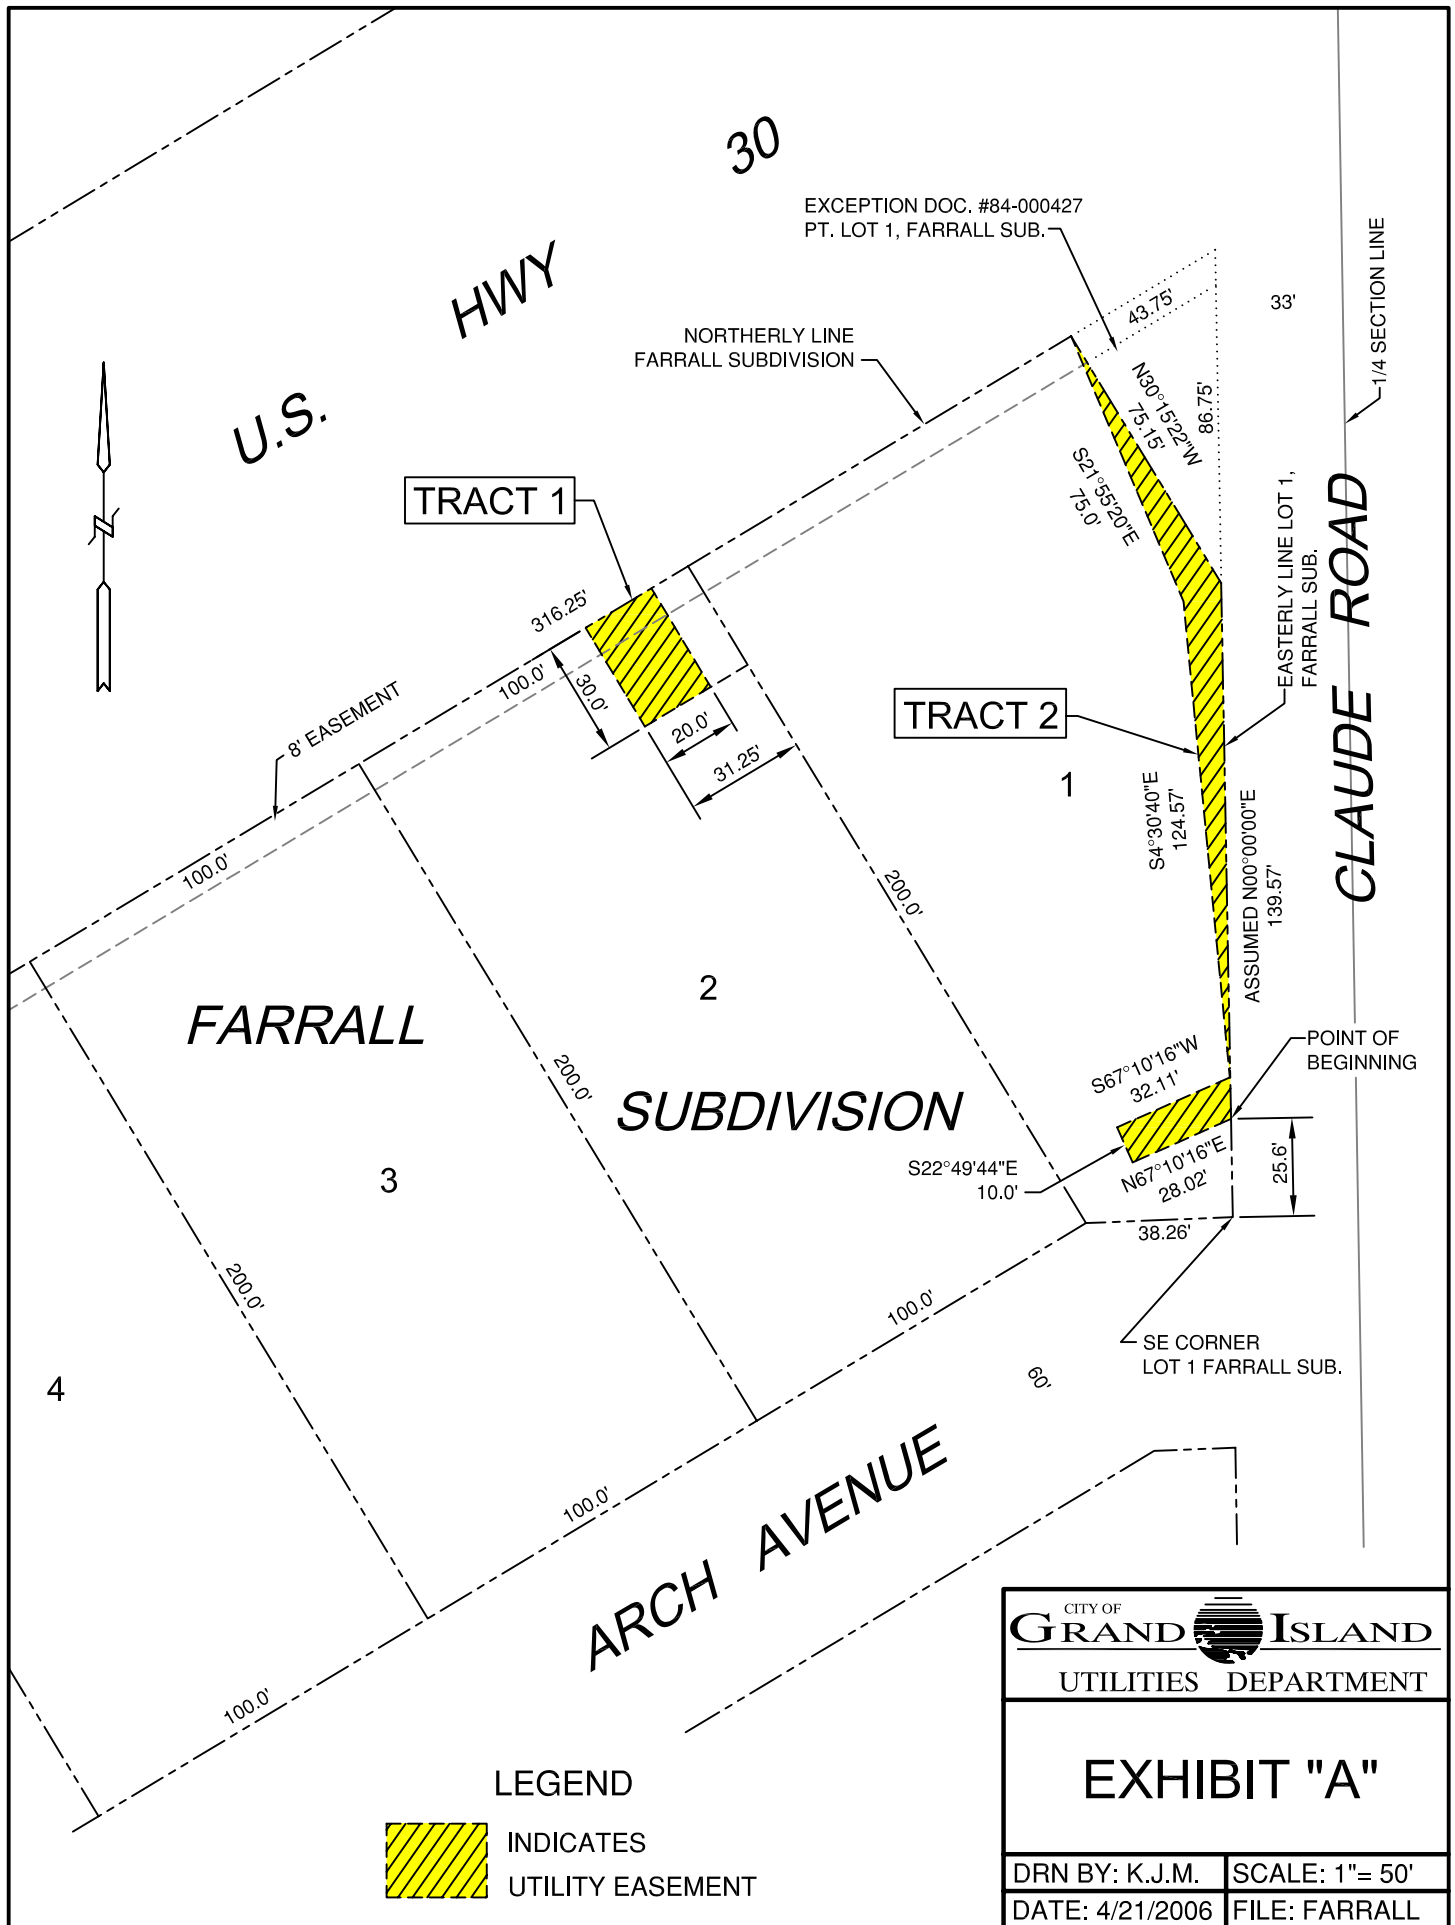 30
EXCEPTION DOC. #84-000427
PT. LOT 1, FARRALL SUB.
HWY
U.S.
43.75'
33'
1/4 SECTION LINE
NORTHERLY LINE
FARRALL SUBDIVISION
N30°15'22"W
75.15'
86.75'
S21°55'20"E
75.0'
TRACT 1
EASTERLY LINE LOT 1,
FARRALL SUB.
CLAUDE ROAD
316.25'
100.0'
30.0'
20.0'
31.25'
8' EASEMENT
TRACT 2
1
S4°30'40"E
124.57'
ASSUMED N00°00'00"E
139.57'
100.0'
200.0'
2
FARRALL
SUBDIVISION
200.0'
3
POINT OF
BEGINNING
S67°10'16"W
32.11'
S22°49'44"E
10.0'
N67°10'16"E
28.02'
25.6'
38.26'
200.0'
100.0'
SE CORNER
LOT 1 FARRALL SUB.
4
60'
ARCH AVENUE
100.0'
100.0'
LEGEND
INDICATES
UTILITY EASEMENT
CITY OF
GRAND ISLAND
UTILITIES DEPARTMENT
EXHIBIT "A"
DRN BY: K.J.M.
SCALE: 1"= 50'
DATE: 4/21/2006
FILE: FARRALL